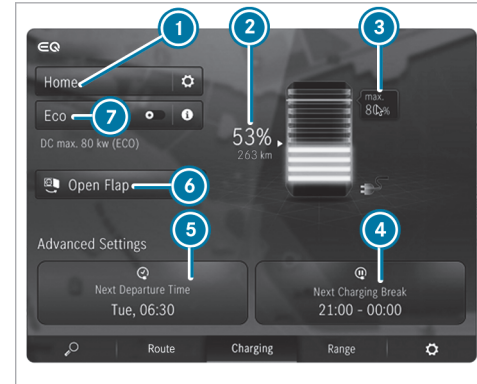 1
2
3
EQ
Home
max.
80 %
Eco
7
53%
263 km
DC max. 80 kw (ECO)
Open Flap
6
5
4
Advanced Settings
Next Departure Time
Tue, 06:30
Next Charging Break
21:00 - 00:00
Route
Charging
Range